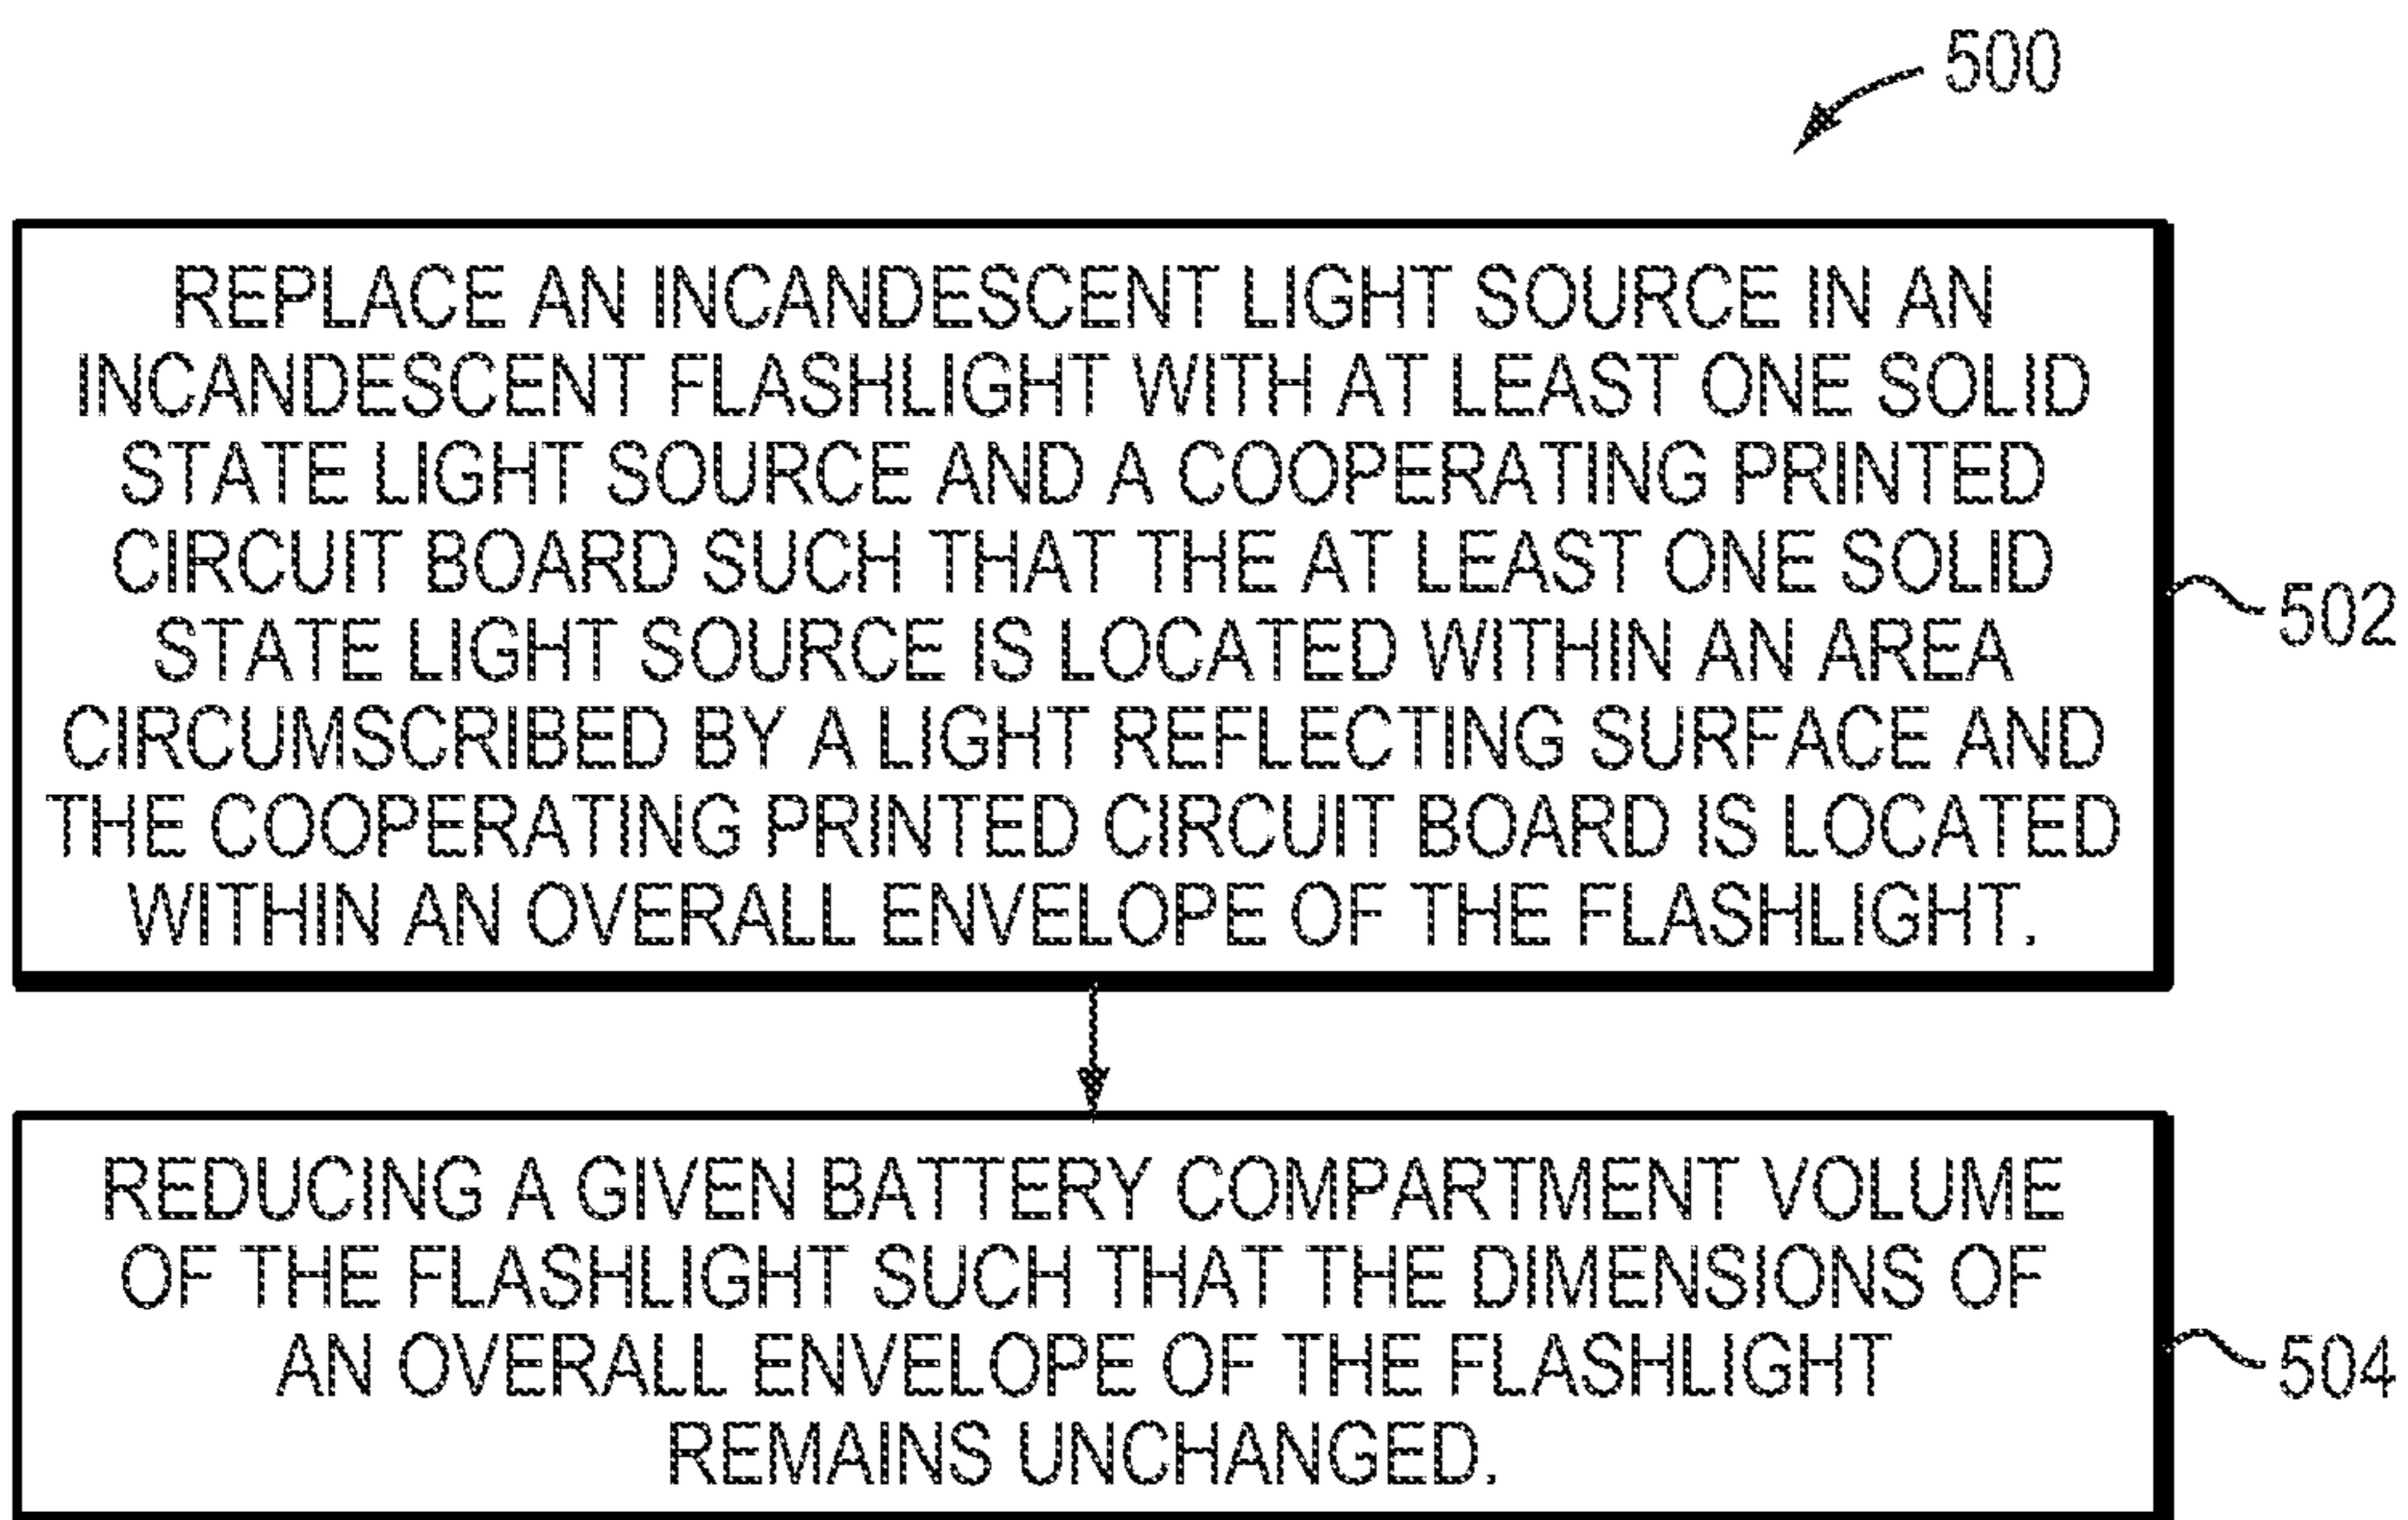 500
REPLACE AN INCANDESCENT LIGHT SOURCE IN AN
INCANDESCENT FLASHLIGHT WITH AT LEAST ONE SOLID
STATE LIGHT SOURCE AND A COOPERATING PRINTED
CIRCUIT BOARD SUCH THAT THE AT LEAST ONE SOLID
STATE LIGHT SOURCE IS LOCATED WITHIN AN AREA
CIRCUMSCRIBED BY A LIGHT REFLECTING SURFACE AND
THE COOPERATING PRINTED CIRCUIT BOARD IS LOCATED
WITHIN AN OVERALL ENVELOPE OF THE FLASHLIGHT.
502
REDUCING A GIVEN BATTERY COMPARTMENT VOLUME
OF THE FLASHLIGHT SUCH THAT THE DIMENSIONS OF
AN OVERALL ENVELOPE OF THE FLASHLIGHT
REMAINS UNCHANGED.
504